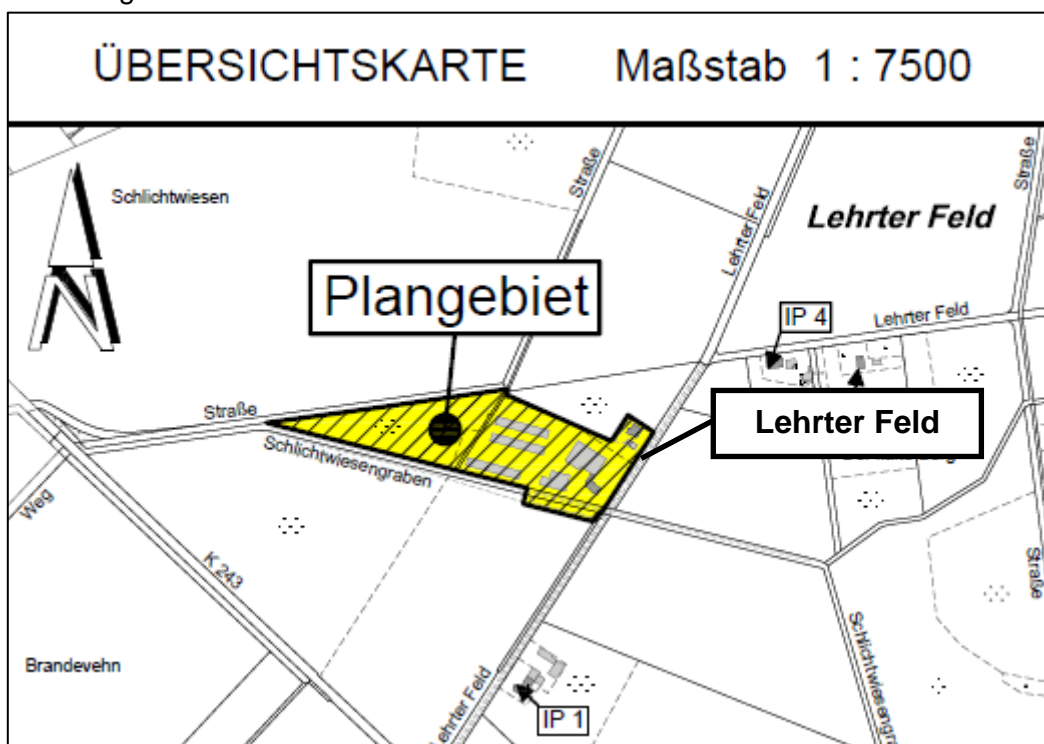 ÜBERSICHTSKARTE Maßstab 1 : 7500
Schlichtwiesen
Straße
Lehrter Feld
Straße
Lehrter Feld
Plangebiet
IP 4
Lehrter Feld
Straße
Lehrter Feld
Schlichtwiesengraben
Weg
K 243
Straße
Brandevehn
Lehrter Feld
IP 1
Schlichtwiesengraben